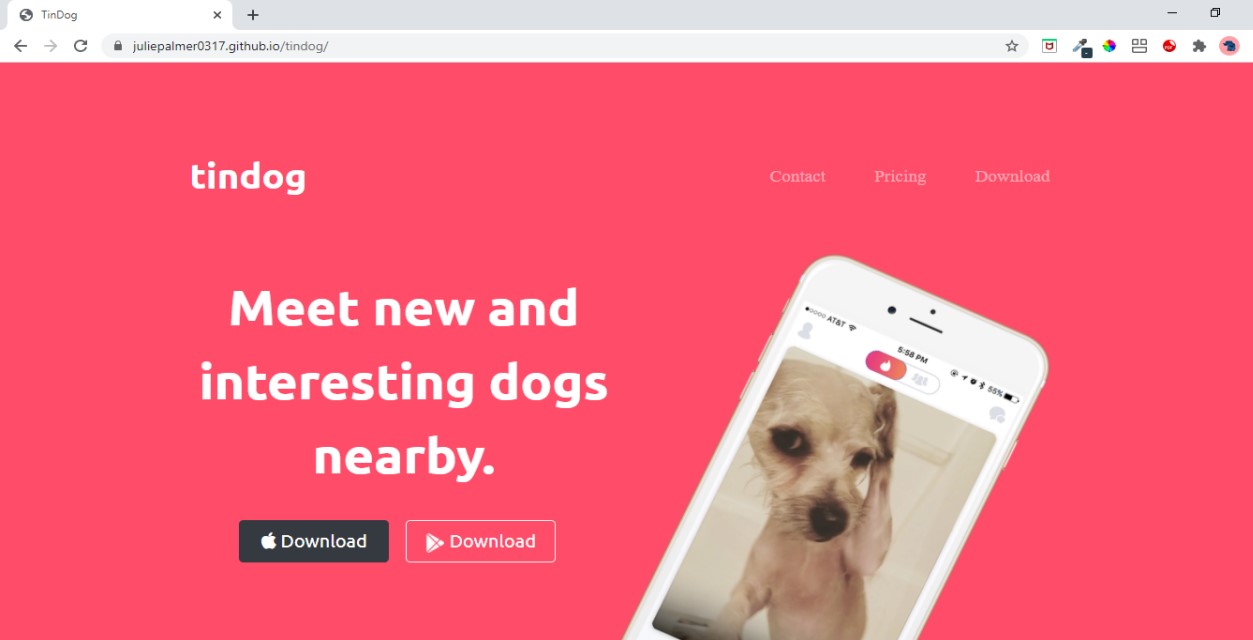 TinDog
juliepalmer0317.github.io/tindog/
tindog
Contact Pricing Download
Meet new and
interesting dogs
nearby.
Download Download
AT&T
5:58 PM
55%